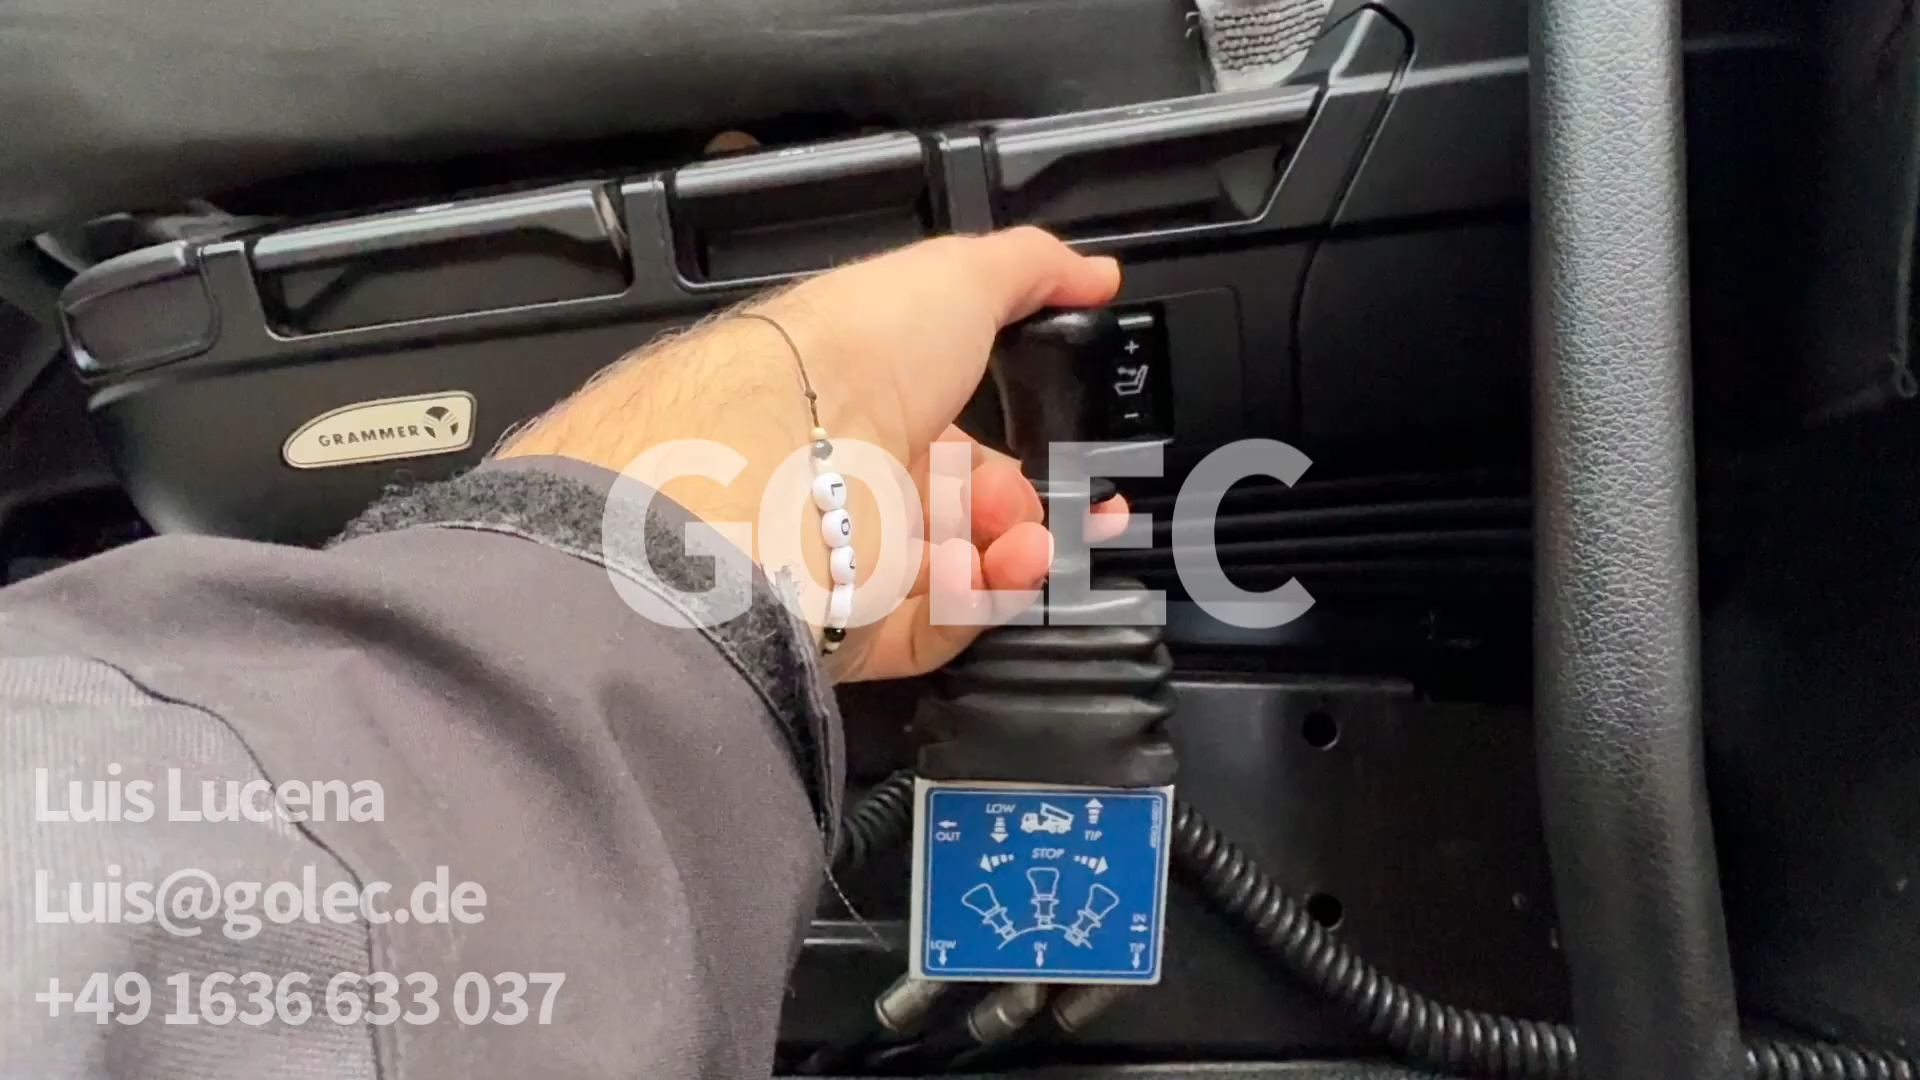 GRAMMER
+
-
GOLEC
Luis Lucena
Luis@golec.de
+49 1636 633 037
LOW
OUT
TIP
STOP
IN
LOW
IN
TIP